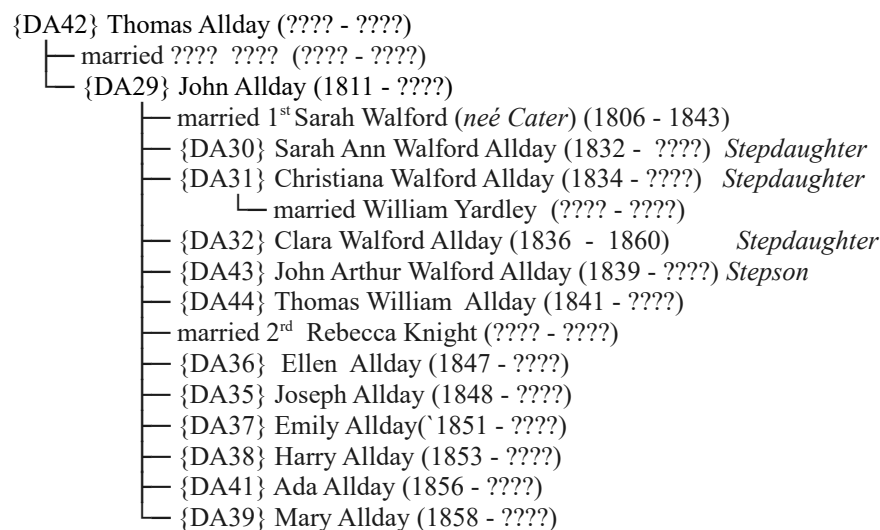 {DA42} Thomas Allday (???? - ????)
married ???? ???? (???? - ????)
{DA29} John Allday (1811 - ????)
married 1st Sarah Walford (neé Cater) (1806 - 1843)
{DA30} Sarah Ann Walford Allday (1832 - ????) Stepdaughter
{DA31} Christiana Walford Allday (1834 - ????) Stepdaughter
married William Yardley (???? - ????)
{DA32} Clara Walford Allday (1836 - 1860) Stepdaughter
{DA43} John Arthur Walford Allday (1839 - ????) Stepson
{DA44} Thomas William Allday (1841 - ????)
married 2rd Rebecca Knight (???? - ????)
{DA36} Ellen Allday (1847 - ????)
{DA35} Joseph Allday (1848 - ????)
{DA37} Emily Allday(`1851 - ????)
{DA38} Harry Allday (1853 - ????)
{DA41} Ada Allday (1856 - ????)
{DA39} Mary Allday (1858 - ????)